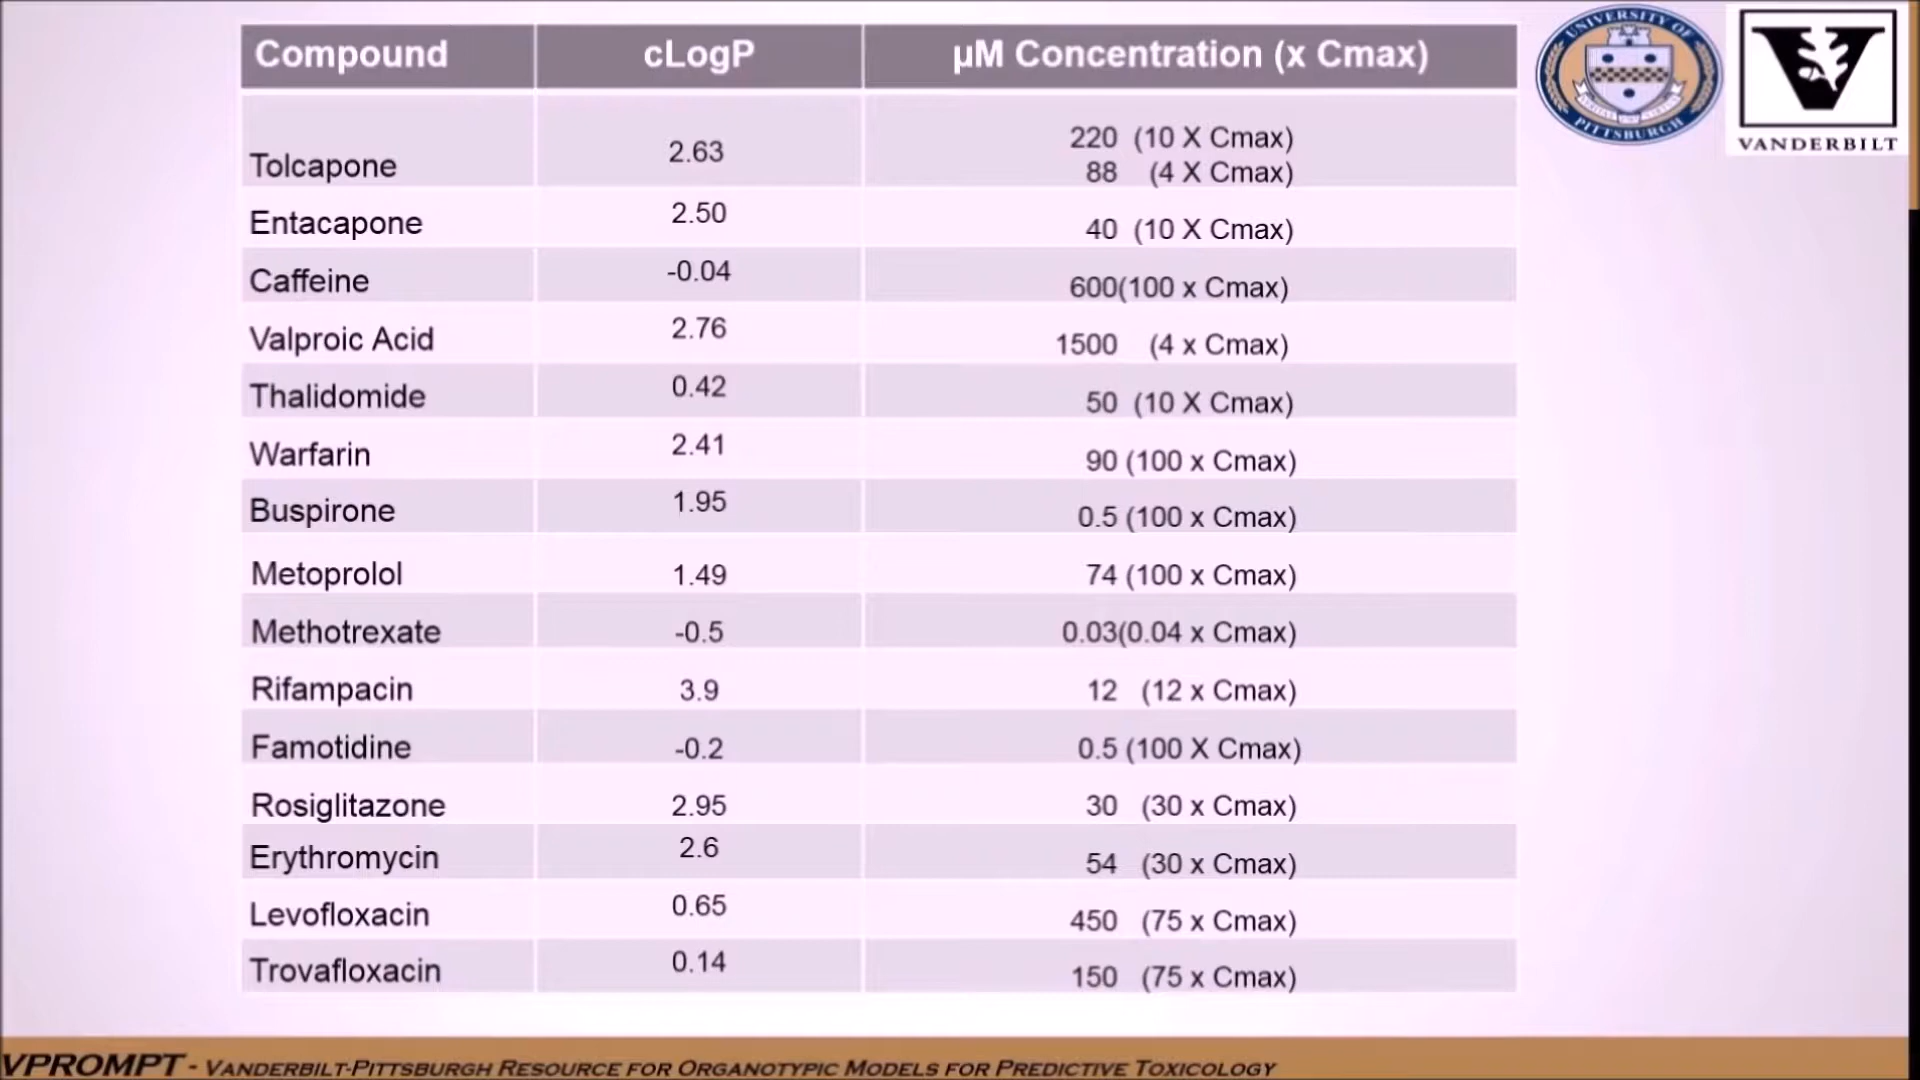 Compound cLogP µM Concentration (x Cmax)
Tolcapone 2.63 220 (10 X Cmax)
88 (4 X Cmax)
Entacapone 2.50 40 (10 X Cmax)
Caffeine -0.04 600(100 x Cmax)
Valproic Acid 2.76 1500 (4 x Cmax)
Thalidomide 0.42 50 (10 X Cmax)
Warfarin 2.41 90 (100 x Cmax)
Buspirone 1.95 0.5 (100 x Cmax)
Metoprolol 1.49 74 (100 x Cmax)
Methotrexate -0.5 0.03(0.04 x Cmax)
Rifampacin 3.9 12 (12 x Cmax)
Famotidine -0.2 0.5 (100 X Cmax)
Rosiglitazone 2.95 30 (30 x Cmax)
Erythromycin 2.6 54 (30 x Cmax)
Levofloxacin 0.65 450 (75 x Cmax)
Trovafloxacin 0.14 150 (75 x Cmax)
UNIVERSITY OF
PITTSBURGH
V
VANDERBILT
VPROMPT - VANDERBILT-PITTSBURGH RESOURCE FOR ORGANOTYPIC MODELS FOR PREDICTIVE TOXICOLOGY